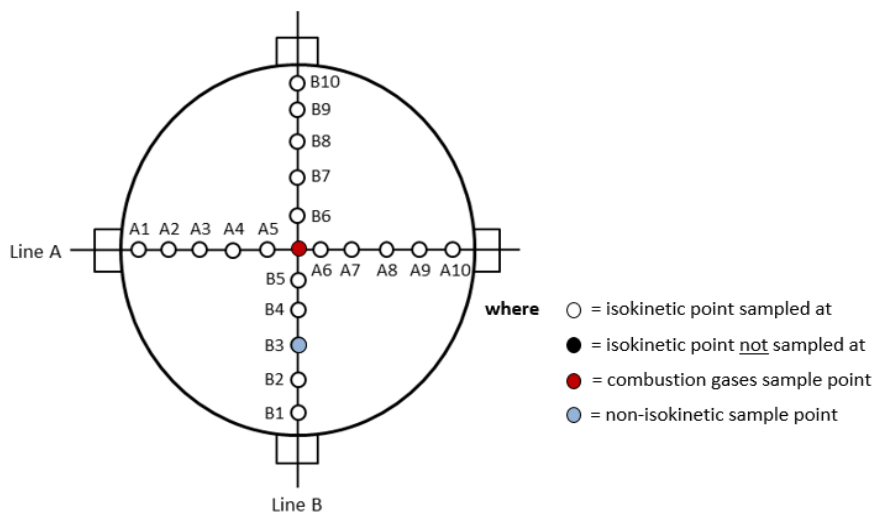 B10
B9
B8
B7
B6
A1 A2 A3 A4 A5
Line A
A6 A7 A8 A9 A10
B5
B4
B3
B2
B1
Line B
where
= isokinetic point sampled at
= isokinetic point not sampled at
= combustion gases sample point
= non-isokinetic sample point